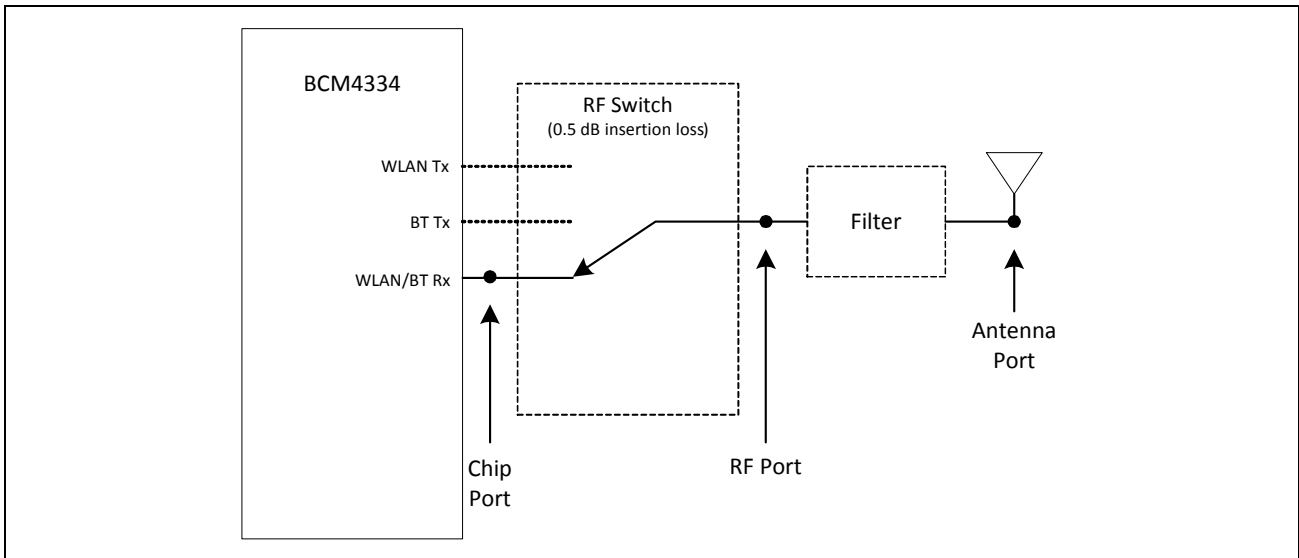 BCM4334
RF Switch
(0.5 dB insertion loss)
WLAN Tx
BT Tx
WLAN/BT Rx
Filter
Antenna
Port
Chip
Port
RF Port